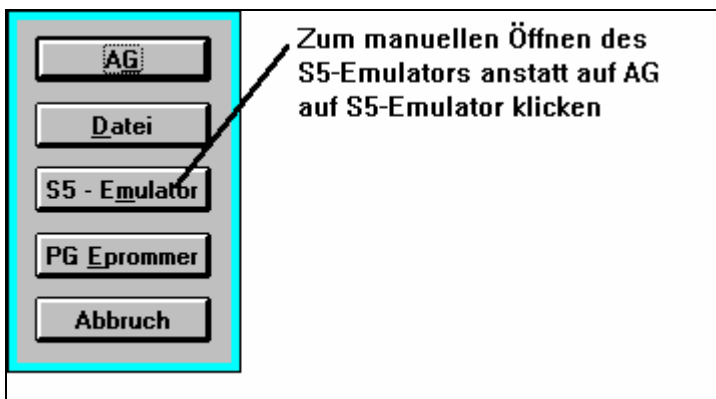 AG
Datei
S5 - Emulator
PG Eprommer
Abbruch
Zum manuellen Öffnen des
S5-Emulators anstatt auf AG
auf S5-Emulator klicken